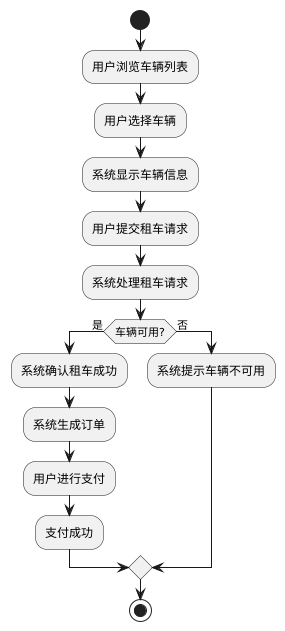 用户浏览车辆列表
用户选择车辆
系统显示车辆信息
用户提交租车请求
系统处理租车请求
车辆可用?
是
否
系统确认租车成功
系统提示车辆不可用
系统生成订单
用户进行支付
支付成功